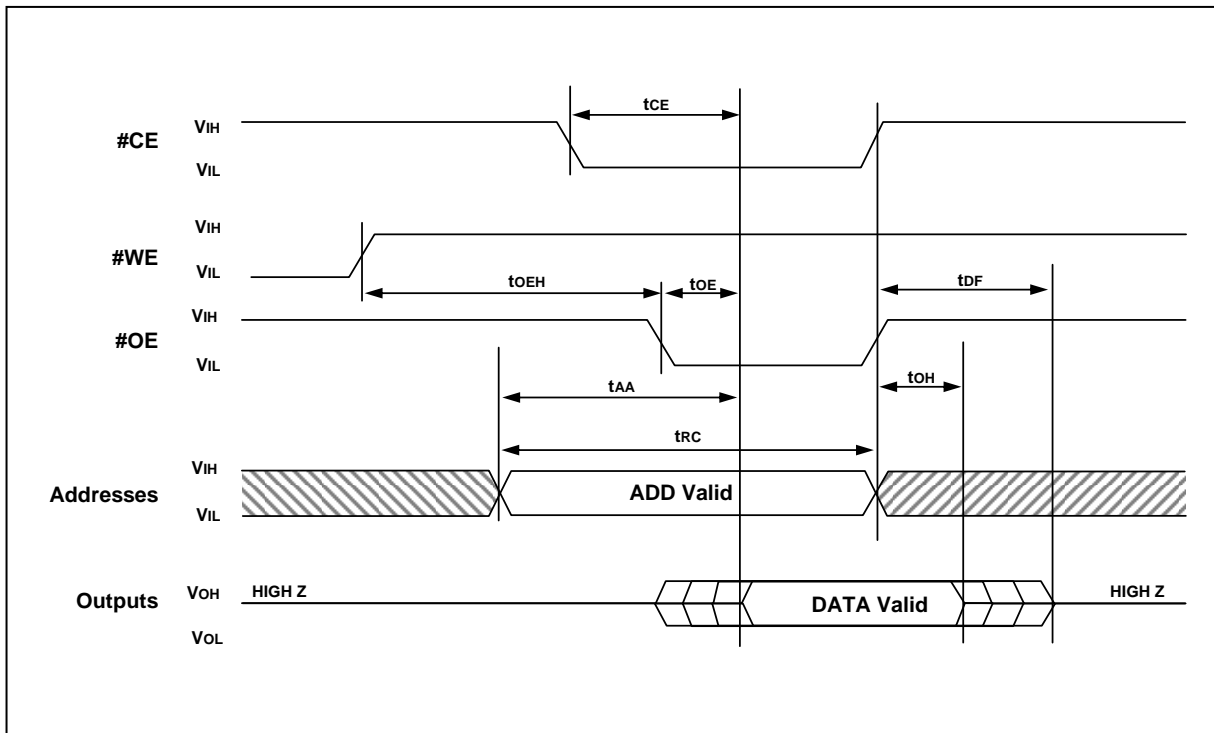 tCE
#CE
VIH
VIL
#WE
VIH
VIL
tOEH
tOE
tDF
#OE
VIH
VIL
tAA
tOH
tRC
Addresses
VIH
VIL
ADD Valid
Outputs
VOH
VOL
HIGH Z
DATA Valid
HIGH Z